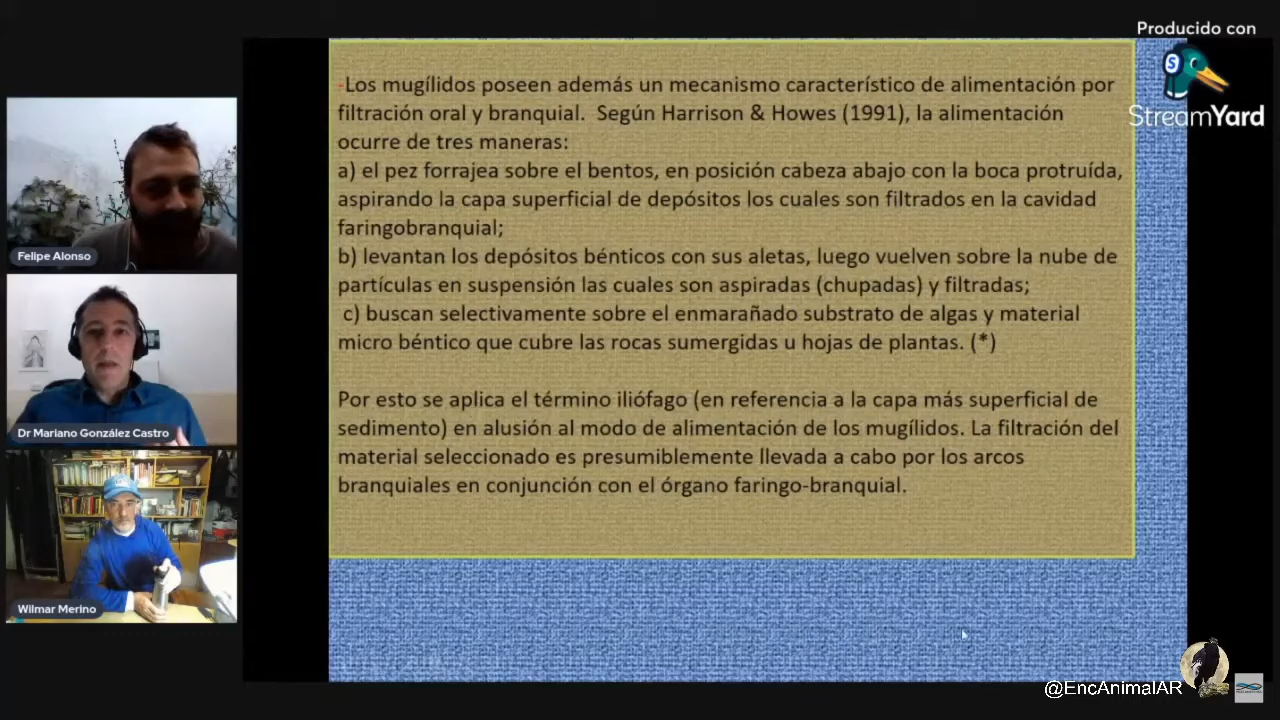 Producido con
StreamYard
-Los mugílidos poseen además un mecanismo característico de alimentación por
filtración oral y branquial.  Según Harrison & Howes (1991), la alimentación
ocurre de tres maneras:
a) el pez forrajea sobre el bentos, en posición cabeza abajo con la boca protruída,
aspirando la capa superficial de depósitos los cuales son filtrados en la cavidad
faringobranquial;
b) levantan los depósitos bénticos con sus aletas, luego vuelven sobre la nube de
partículas en suspensión las cuales son aspiradas (chupadas) y filtradas;
c) buscan selectivamente sobre el enmarañado substrato de algas y material
micro béntico que cubre las rocas sumergidas u hojas de plantas. (*)
Por esto se aplica el término iliófago (en referencia a la capa más superficial de
sedimento) en alusión al modo de alimentación de los mugílidos. La filtración del
material seleccionado es presumiblemente llevada a cabo por los arcos
branquiales en conjunción con el órgano faringo-branquial.
Felipe Alonso
Dr Mariano González Castro
Wilmar Merino
@EncAnimalAR